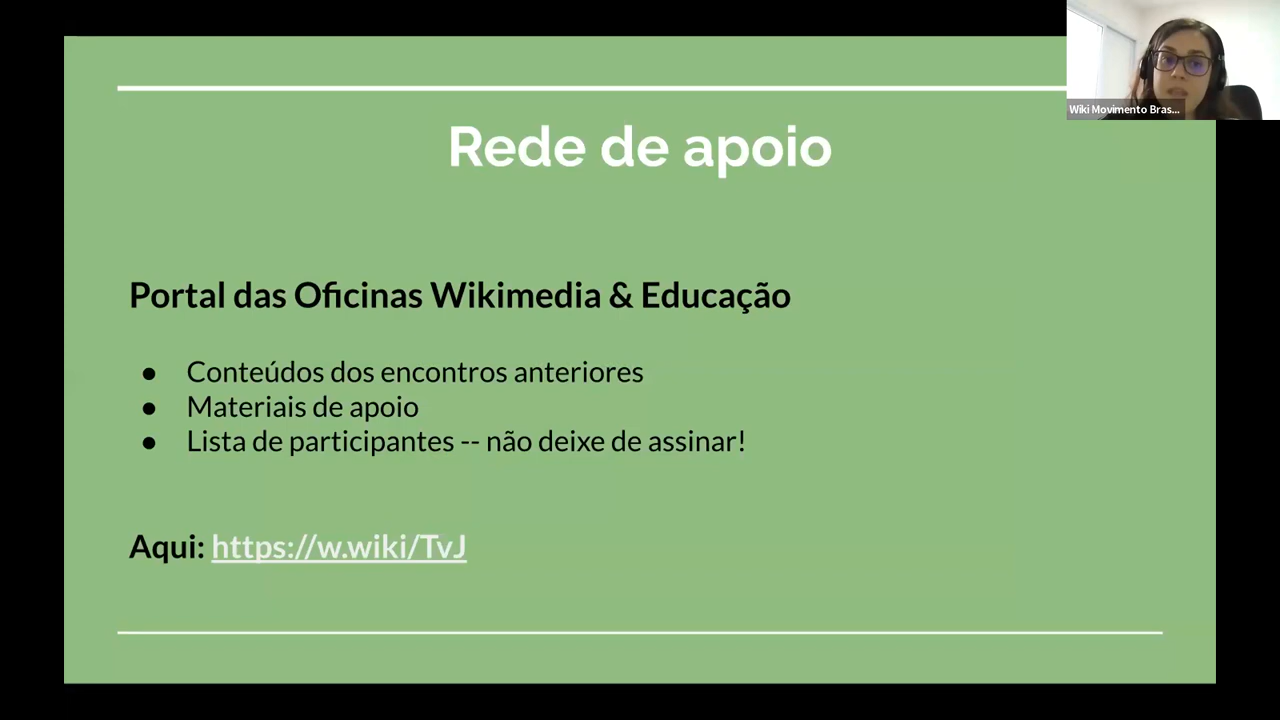 Wiki Movimento Bras...
Rede de apoio
Portal das Oficinas Wikimedia & Educação
● Conteúdos dos encontros anteriores
● Materiais de apoio
● Lista de participantes -- não deixe de assinar!
Aqui: https://w.wiki/TvJ